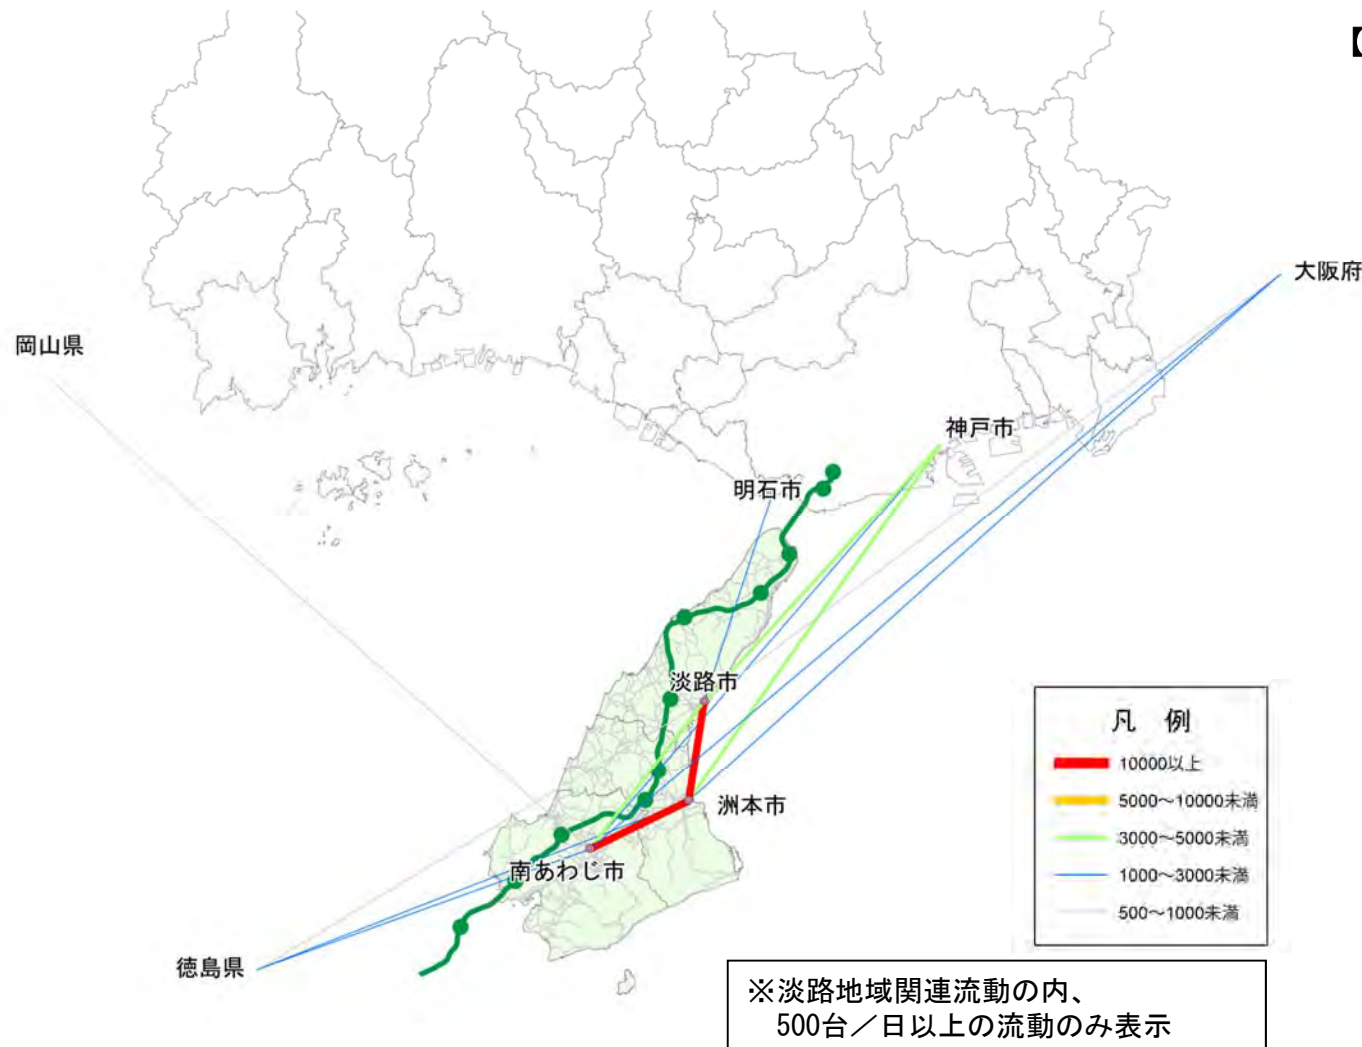 【
大阪府
岡山県
神戸市
明石市
淡路市
洲本市
南あわじ市
徳島県
凡 例
10000以上
5000～10000未満
3000～5000未満
1000～3000未満
500～1000未満
※淡路地域関連流動の内、
500台／日以上の流動のみ表示